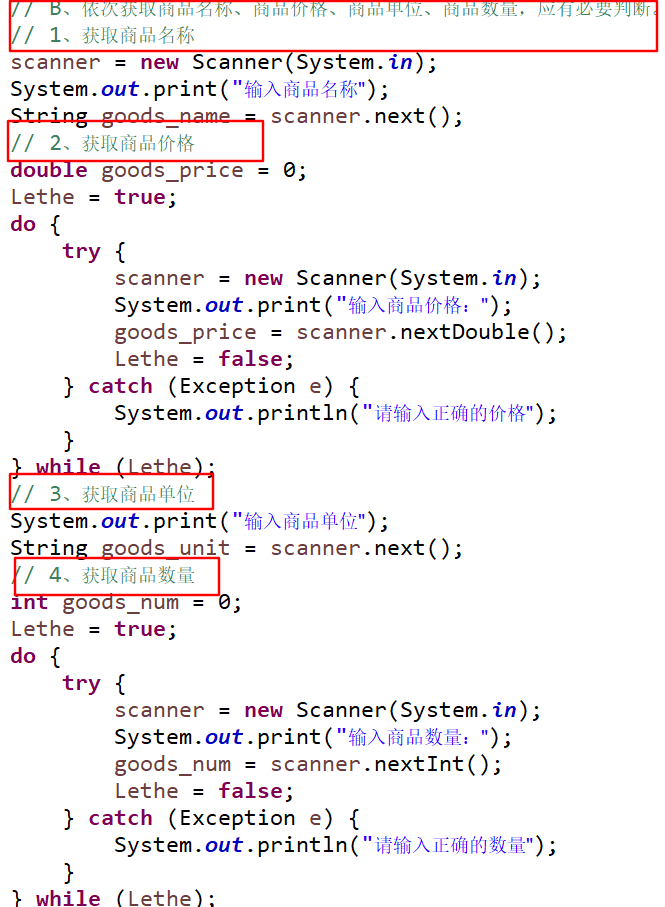 // B、依次获取商品名称、商品价格、商品单位、商品数量，应有必要判断。
// 1、获取商品名称
scanner = new Scanner(System.in);
System.out.print("输入商品名称");
String goods_name = scanner.next();
// 2、获取商品价格
double goods_price = 0;
Lethe = true;
do {
    try {
        scanner = new Scanner(System.in);
        System.out.print("输入商品价格：");
        goods_price = scanner.nextDouble();
        Lethe = false;
    } catch (Exception e) {
        System.out.println("请输入正确的价格");
    }
} while (Lethe);
// 3、获取商品单位
System.out.print("输入商品单位");
String goods_unit = scanner.next();
// 4、获取商品数量
int goods_num = 0;
Lethe = true;
do {
    try {
        scanner = new Scanner(System.in);
        System.out.print("输入商品数量：");
        goods_num = scanner.nextInt();
        Lethe = false;
    } catch (Exception e) {
        System.out.println("请输入正确的数量");
    }
} while (Lethe);